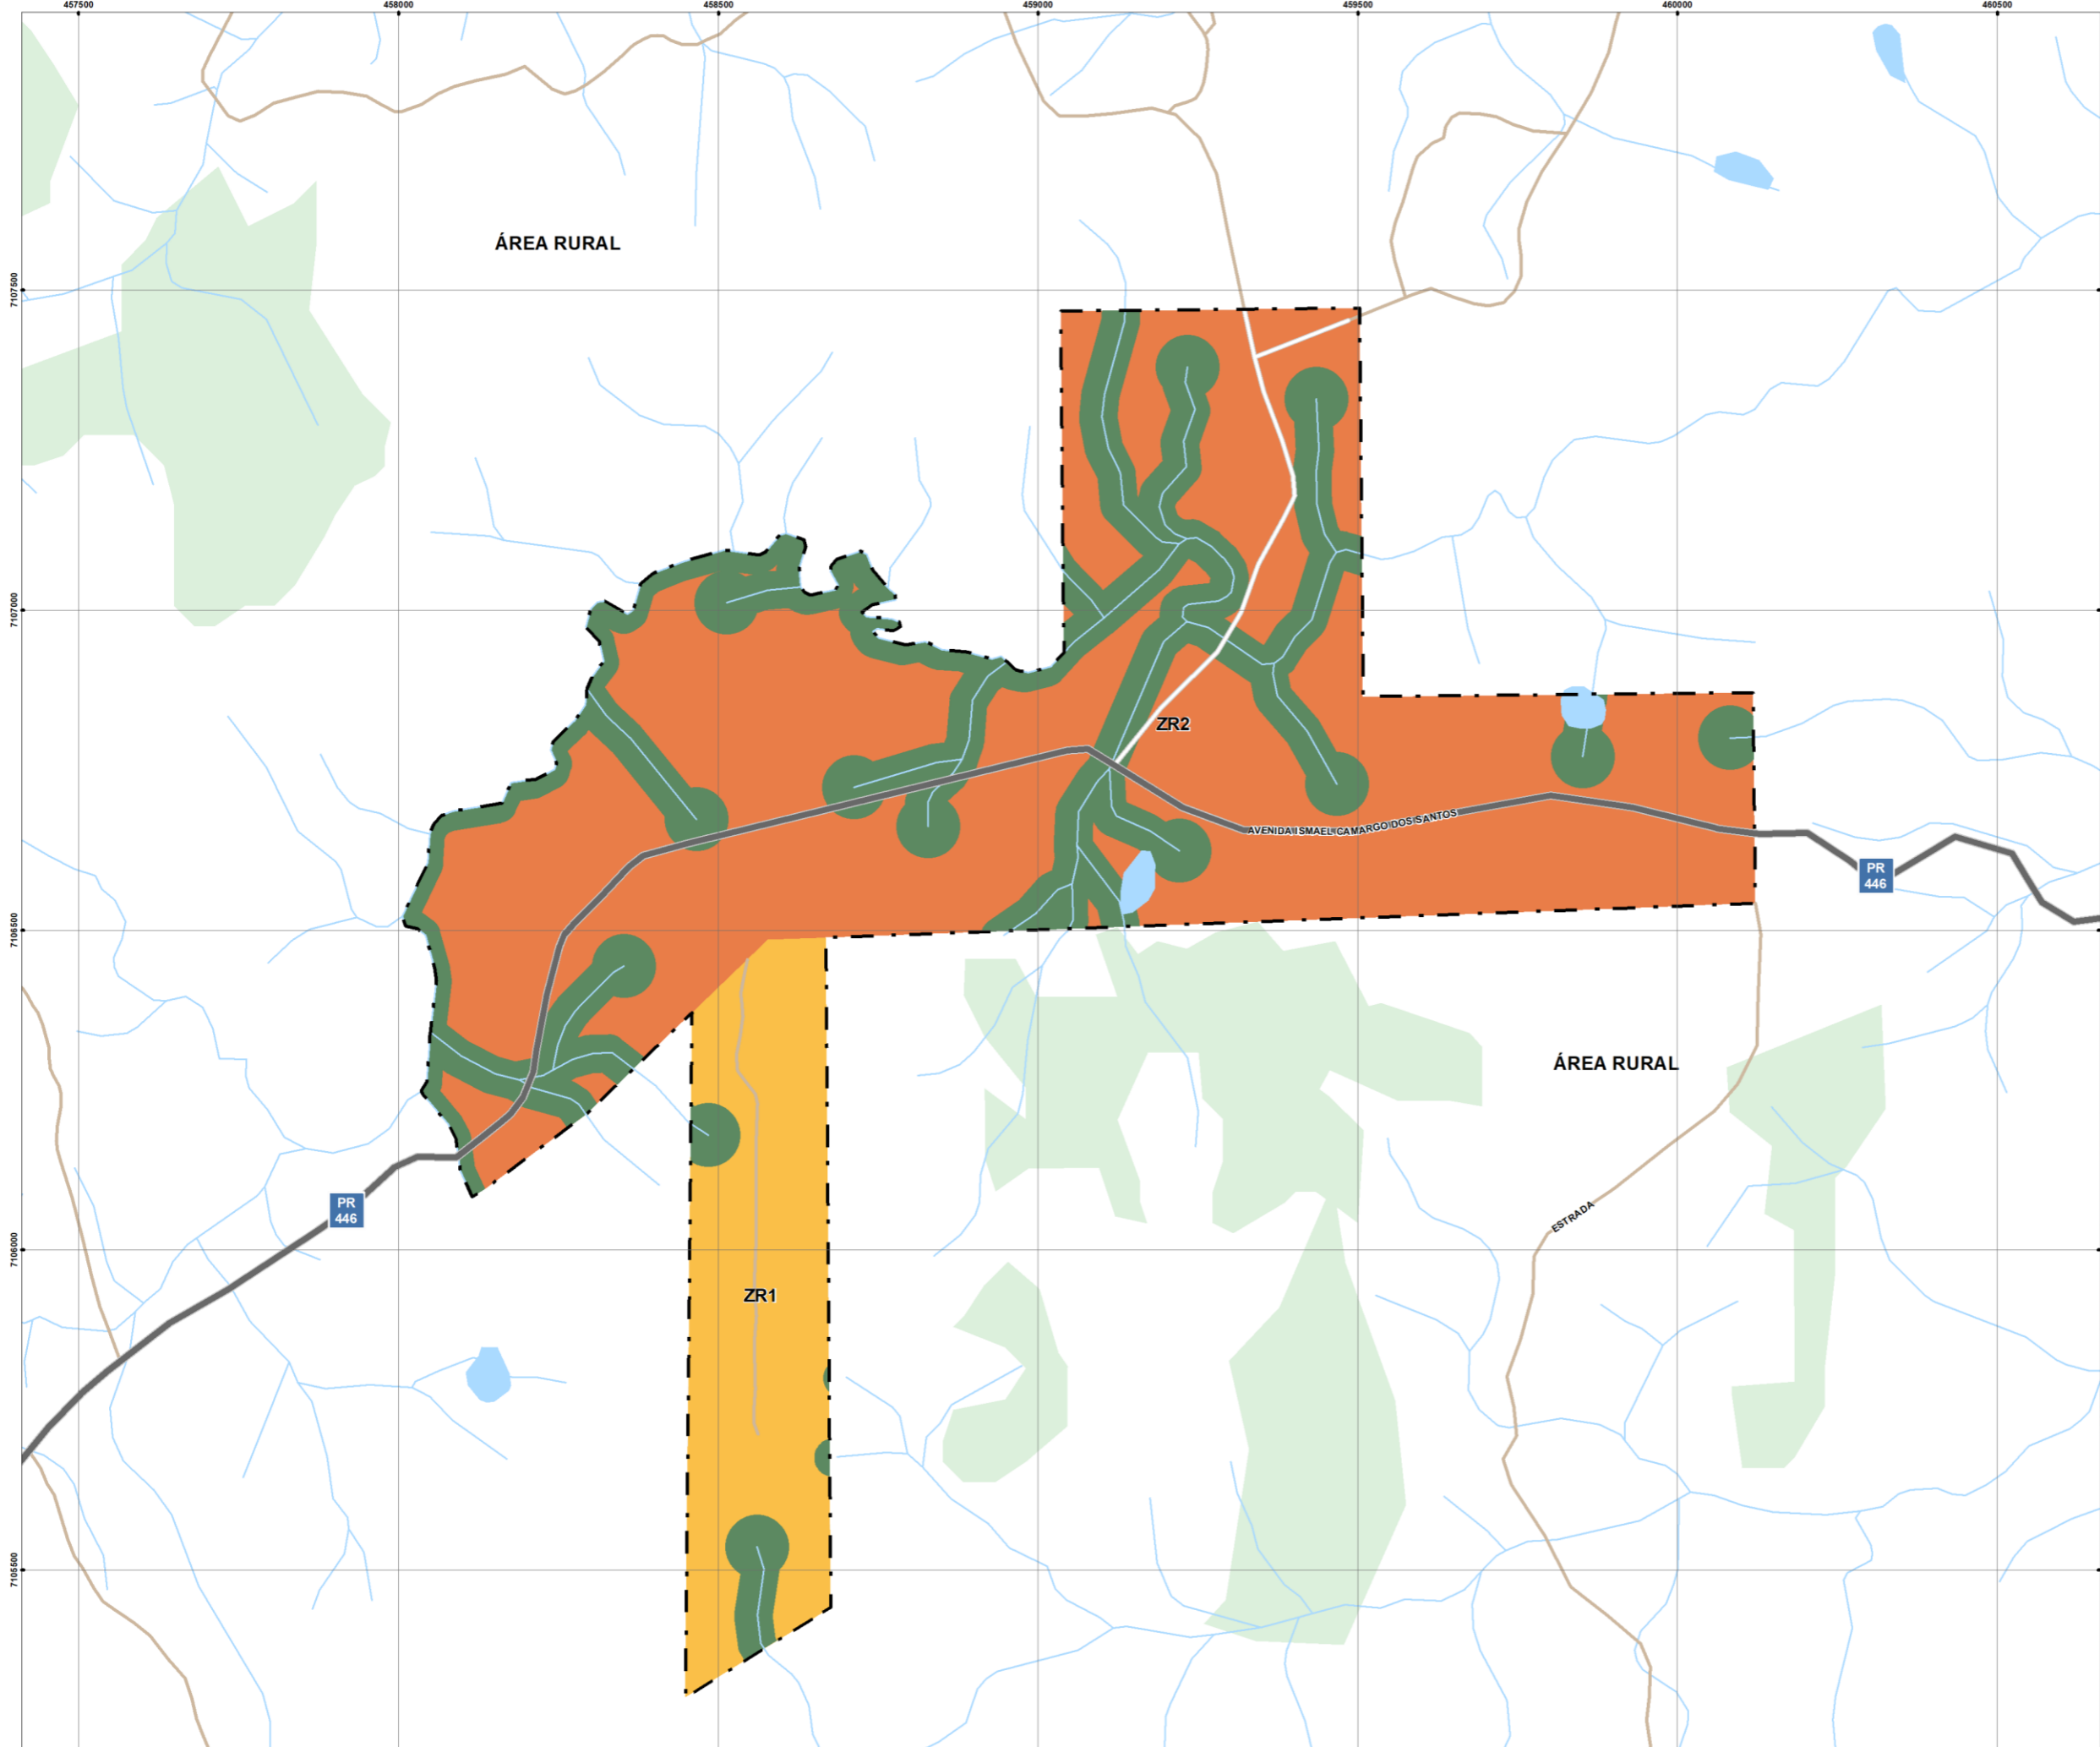 457500 458000 458500 459000 459500 460000 460500
ÁREA RURAL
7107500
7107000
ZR2
AVENIDA ISMAEL CAMARGO DOS SANTOS
PR
446
7106500
ÁREA RURAL
PR
446
ESTRADA
7106000
ZR1
7105500